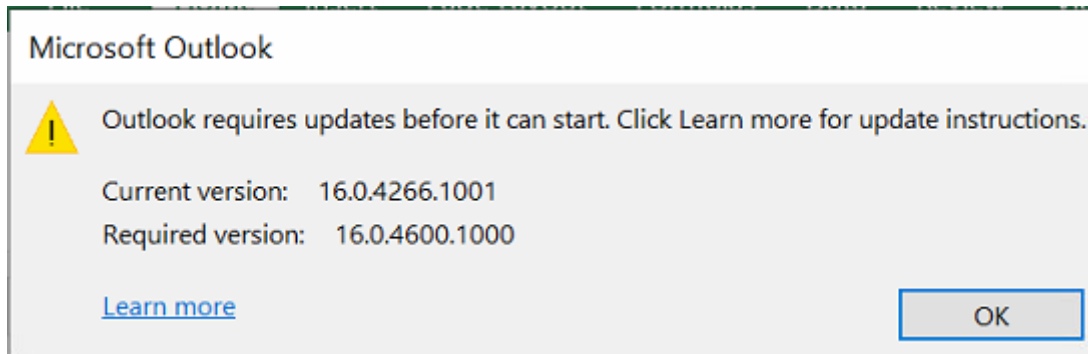 Microsoft Outlook
Outlook requires updates before it can start. Click Learn more for update instructions.
Current version: 16.0.4266.1001
Required version: 16.0.4600.1000
Learn more
OK